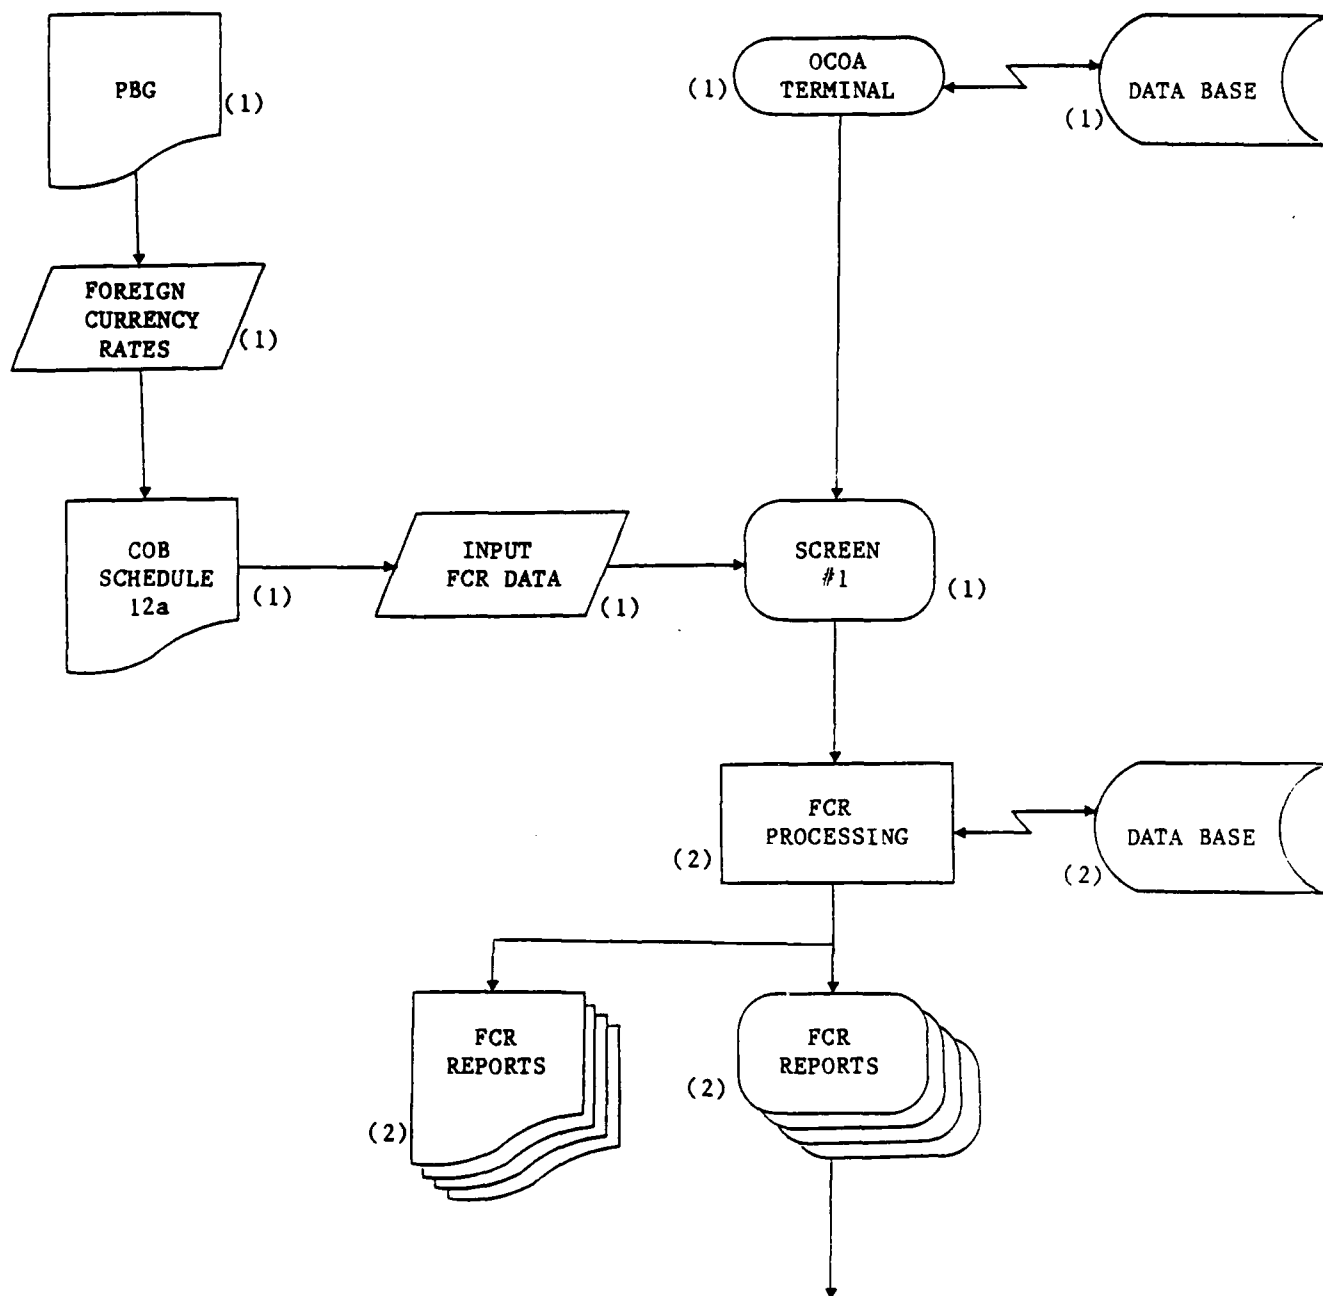 PBG
(1)
OCOA
TERMINAL
(1)
DATA BASE
(1)
FOREIGN
CURRENCY
RATES
(1)
COB
SCHEDULE
12a
(1)
INPUT
FCR DATA
(1)
SCREEN
#1
(1)
FCR
PROCESSING
(2)
DATA BASE
(2)
FCR
REPORTS
(2)
FCR
REPORTS
(2)